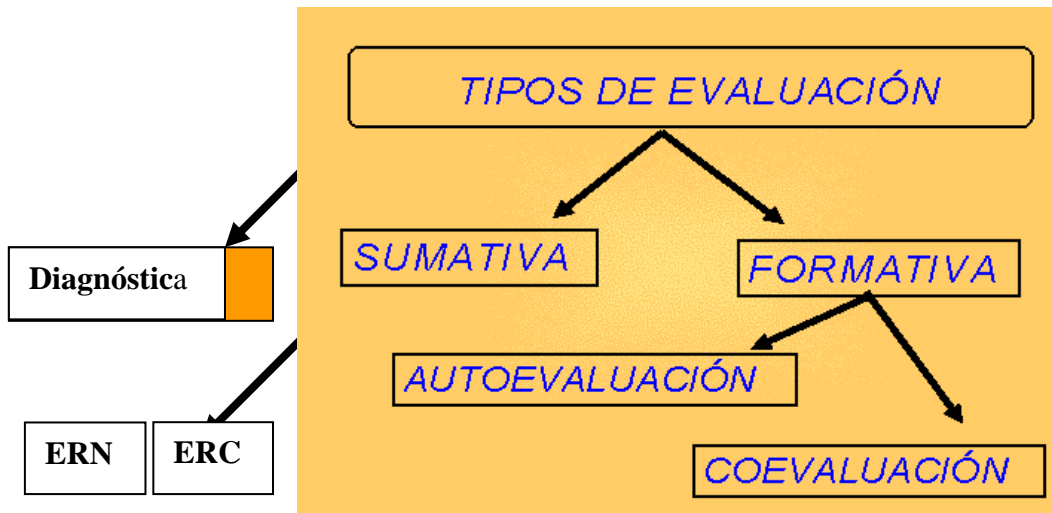 TIPOS DE EVALUACIÓN
SUMATIVA
FORMATIVA
Diagnóstica
AUTOEVALUACIÓN
ERN
ERC
COEVALUACIÓN